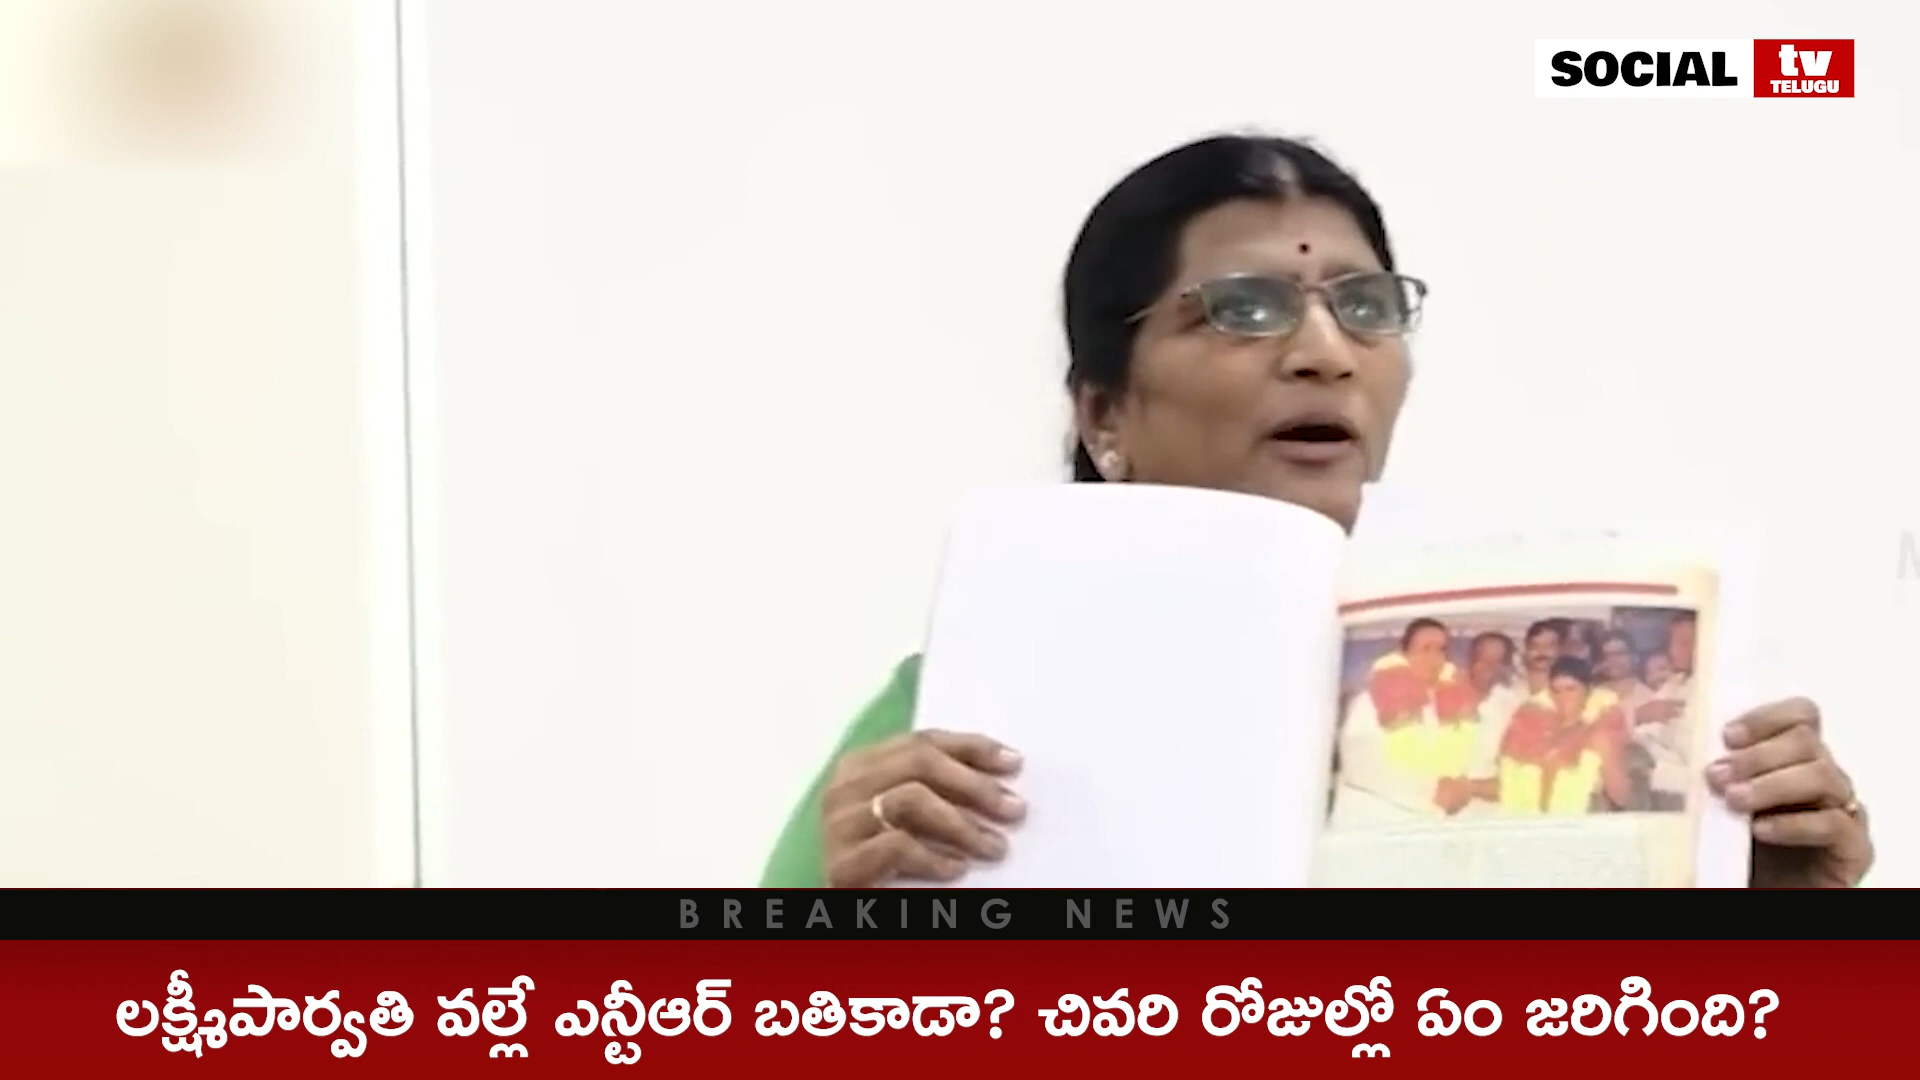 SOCIAL tv
TELUGU
BREAKING NEWS
లక్ష్మీపార్వతి వల్లే ఎన్టీఆర్ బతికాడా? చివరి రోజుల్లో ఏం జరిగింది?